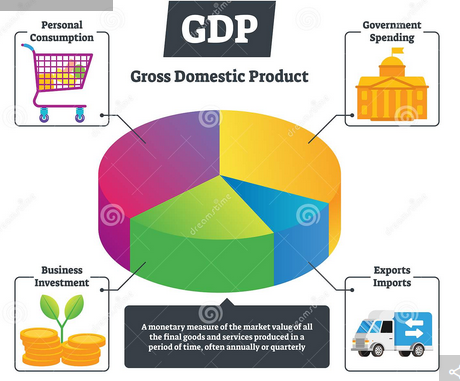 GDP
Gross Domestic Product
Personal
Consumption
Government
Spending
Business
Investment
Exports
Imports
A monetary measure of the market value of all
the final goods and services produced in a
period of time, often annually or quarterly
dreamstime